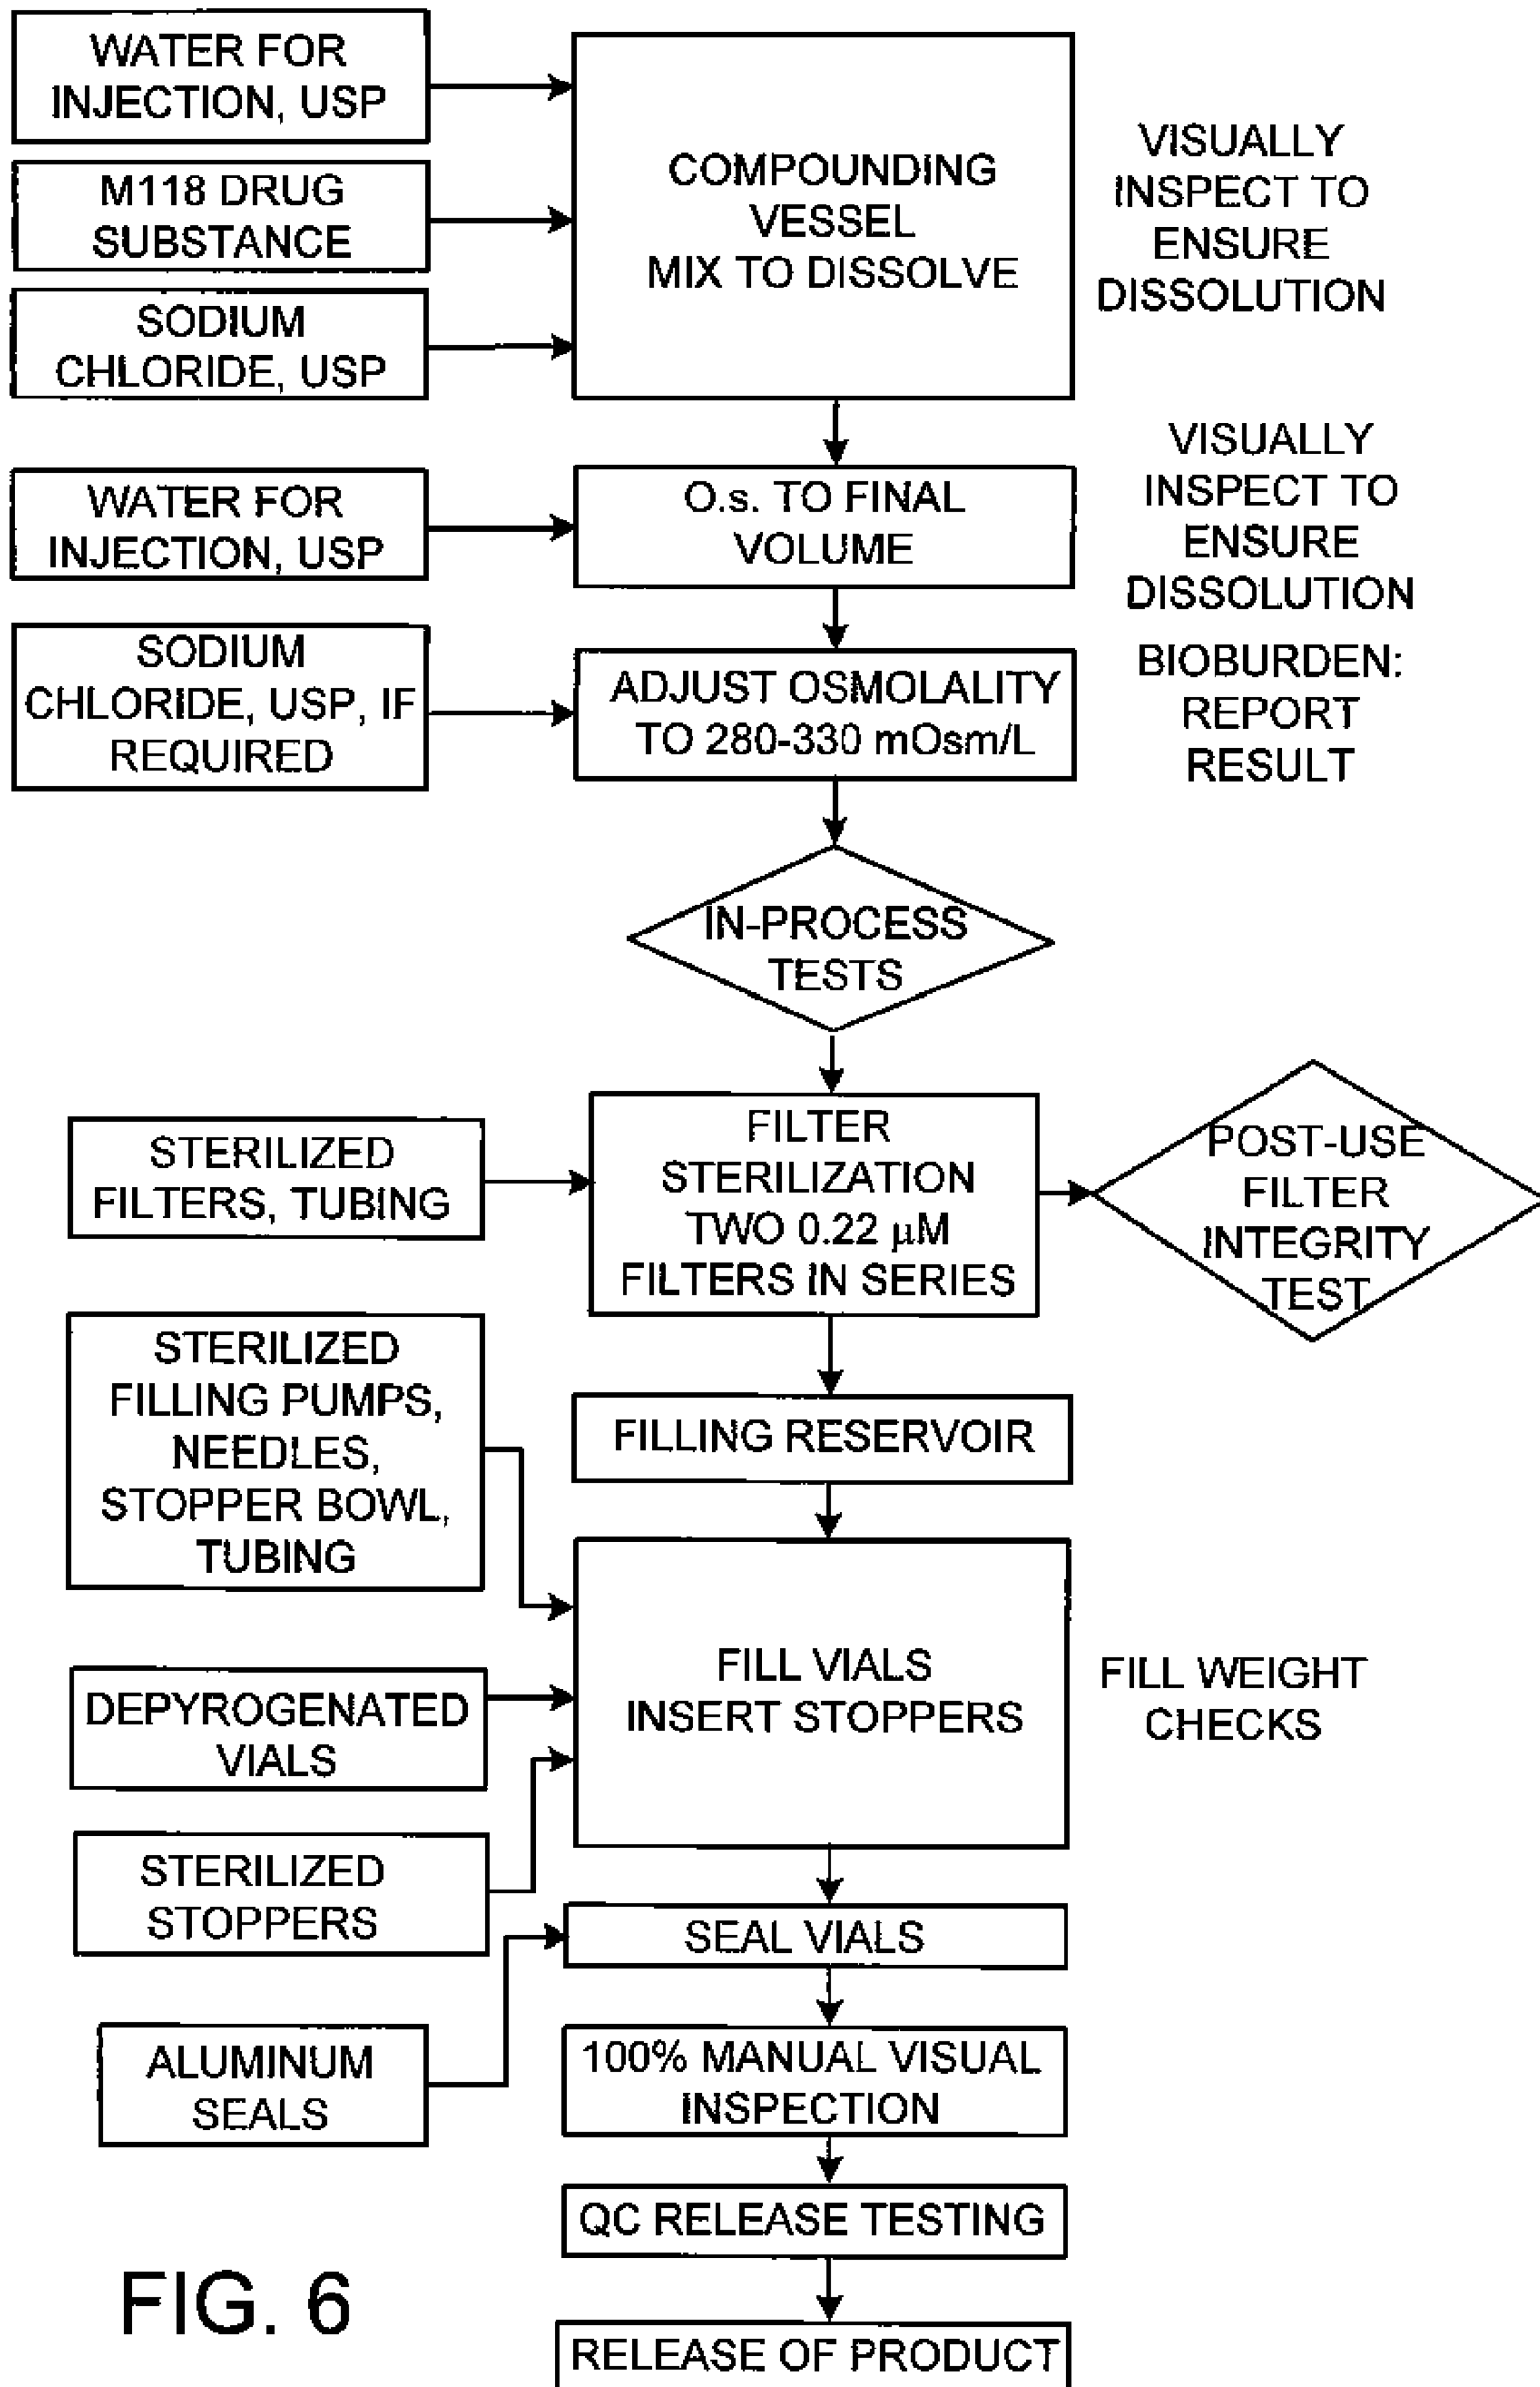 WATER FOR
INJECTION, USP
M118 DRUG
SUBSTANCE
SODIUM
CHLORIDE, USP
COMPOUNDING
VESSEL
MIX TO DISSOLVE
VISUALLY
INSPECT TO
ENSURE
DISSOLUTION
WATER FOR
INJECTION, USP
O.s. TO FINAL
VOLUME
VISUALLY
INSPECT TO
ENSURE
DISSOLUTION
SODIUM
CHLORIDE, USP, IF
REQUIRED
ADJUST OSMOLALITY
TO 280-330 mOsm/L
BIOBURDEN:
REPORT
RESULT
IN-PROCESS
TESTS
STERILIZED
FILTERS, TUBING
FILTER
STERILIZATION
TWO 0.22 μM
FILTERS IN SERIES
POST-USE
FILTER
INTEGRITY
TEST
STERILIZED
FILLING PUMPS,
NEEDLES,
STOPPER BOWL,
TUBING
FILLING RESERVOIR
DEPYROGENATED
VIALS
FILL VIALS
INSERT STOPPERS
FILL WEIGHT
CHECKS
STERILIZED
STOPPERS
SEAL VIALS
ALUMINUM
SEALS
100% MANUAL VISUAL
INSPECTION
QC RELEASE TESTING
RELEASE OF PRODUCT
FIG. 6